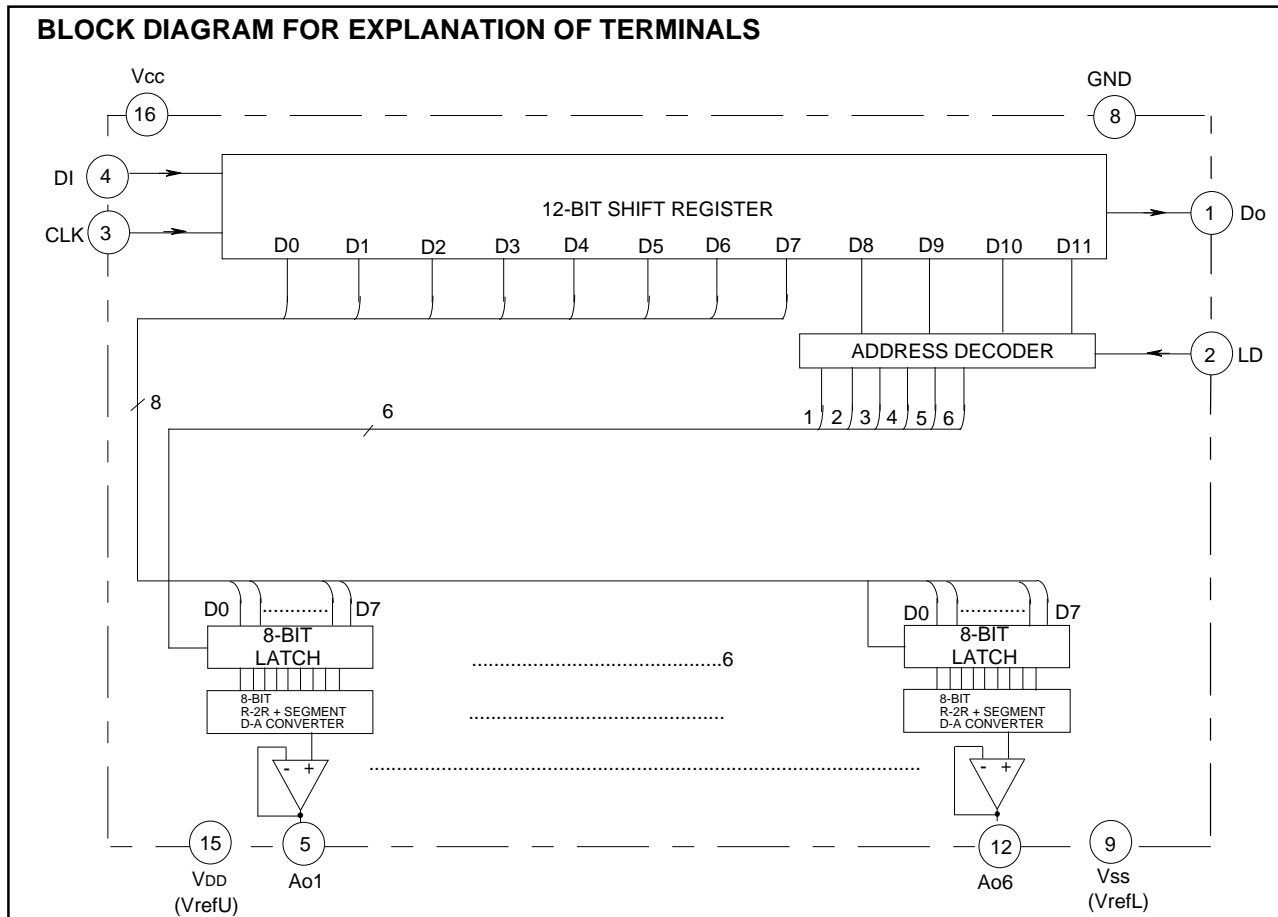 BLOCK DIAGRAM FOR EXPLANATION OF TERMINALS
Vcc
GND
16
8
DI
4
12-BIT SHIFT REGISTER
1
Do
CLK
3
D0 D1 D2 D3 D4 D5 D6 D7 D8 D9 D10 D11
ADDRESS DECODER
2
LD
8
6
1 2 3 4 5 6
D0 ............ D7
D0 ............ D7
8-BIT
LATCH
8-BIT
LATCH
..........................................6
8-BIT
R-2R + SEGMENT
D-A CONVERTER
8-BIT
R-2R + SEGMENT
D-A CONVERTER
- +
- +
15
5
12
9
VDD
(VrefU)
Ao1
Ao6
Vss
(VrefL)